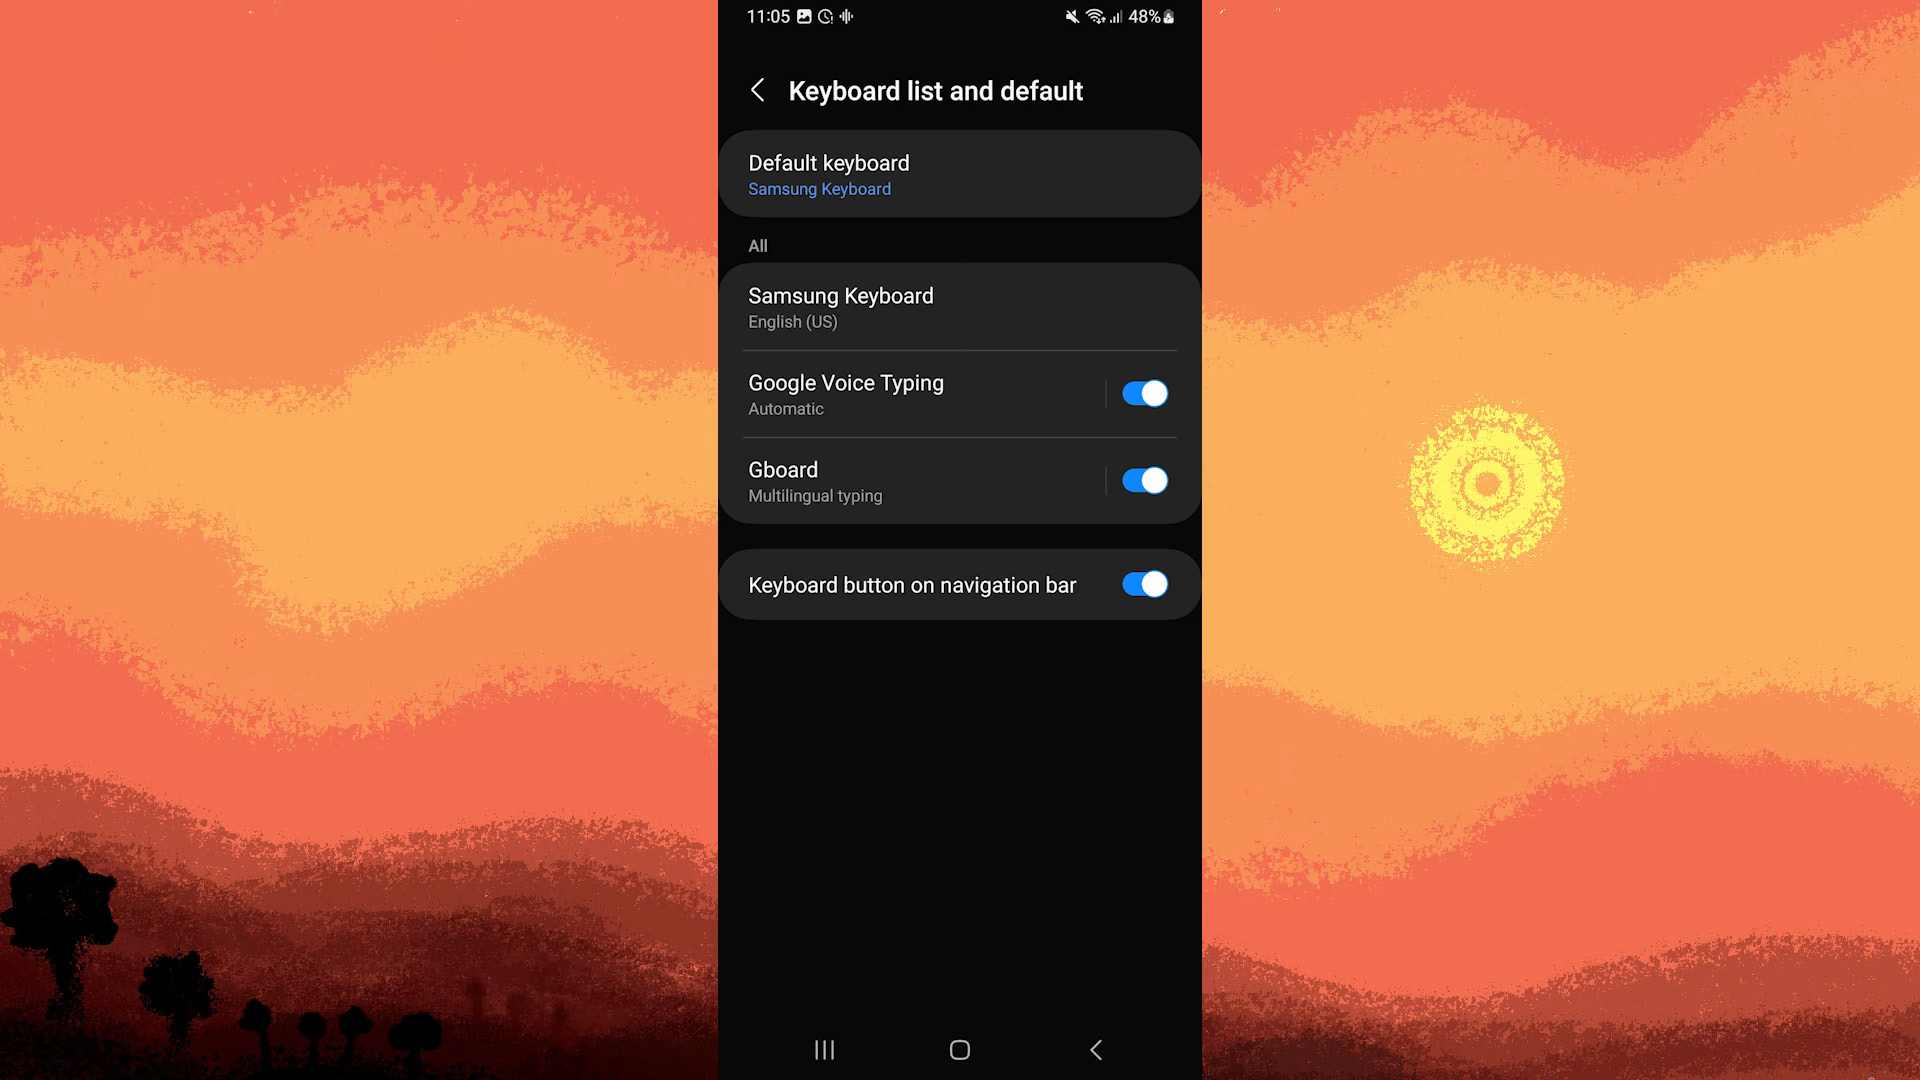 11:05
48%
Keyboard list and default
Default keyboard
Samsung Keyboard
All
Samsung Keyboard
English (US)
Google Voice Typing
Automatic
Gboard
Multilingual typing
Keyboard button on navigation bar